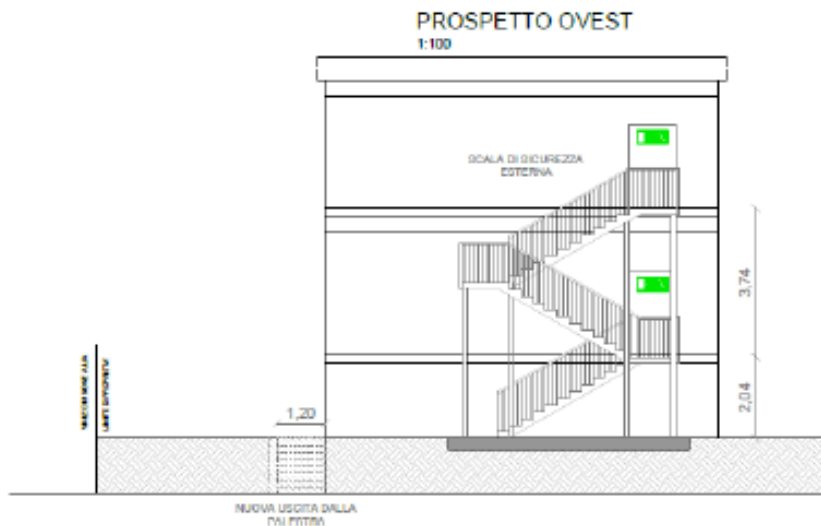 PROSPETTO OVEST
1:100
SCALA DI SICUREZZA
ESTERNA
3,74
2,04
1,20
NUOVA USCITA DALLA
PALESTRA